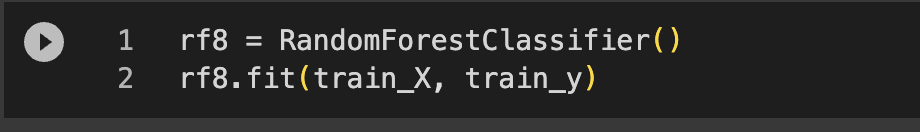 1 rf8 = RandomForestClassifier()
2 rf8.fit(train_X, train_y)